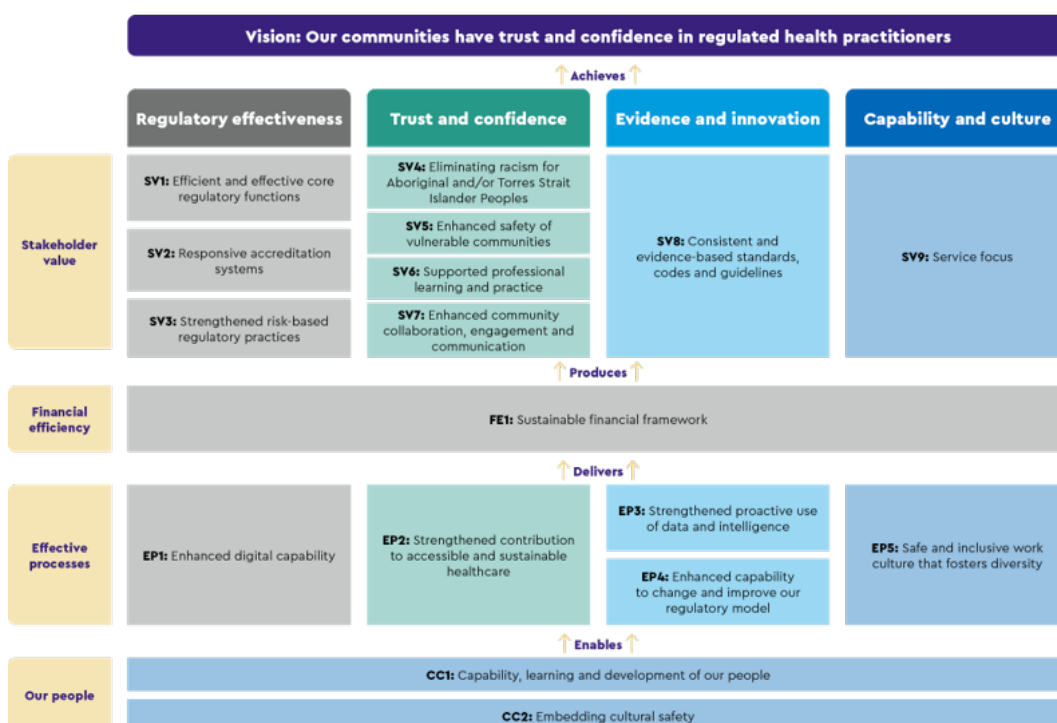 Vision: Our communities have trust and confidence in regulated health practitioners
Achieves
Regulatory effectiveness
Trust and confidence
Evidence and innovation
Capability and culture
Stakeholder
value
SV1: Efficient and effective core
regulatory functions
SV2: Responsive accreditation
systems
SV3: Strengthened risk-based
regulatory practices
SV4: Eliminating racism for
Aboriginal and/or Torres Strait
Islander Peoples
SV5: Enhanced safety of
vulnerable communities
SV6: Supported professional
learning and practice
SV7: Enhanced community
collaboration, engagement and
communication
SV8: Consistent and
evidence-based standards,
codes and guidelines
SV9: Service focus
Produces
Financial
efficiency
FE1: Sustainable financial framework
Delivers
Effective
processes
EP1: Enhanced digital capability
EP2: Strengthened contribution
to accessible and sustainable
healthcare
EP3: Strengthened proactive use
of data and intelligence
EP4: Enhanced capability
to change and improve our
regulatory model
EP5: Safe and inclusive work
culture that fosters diversity
Enables
Our people
CC1: Capability, learning and development of our people
CC2: Embedding cultural safety